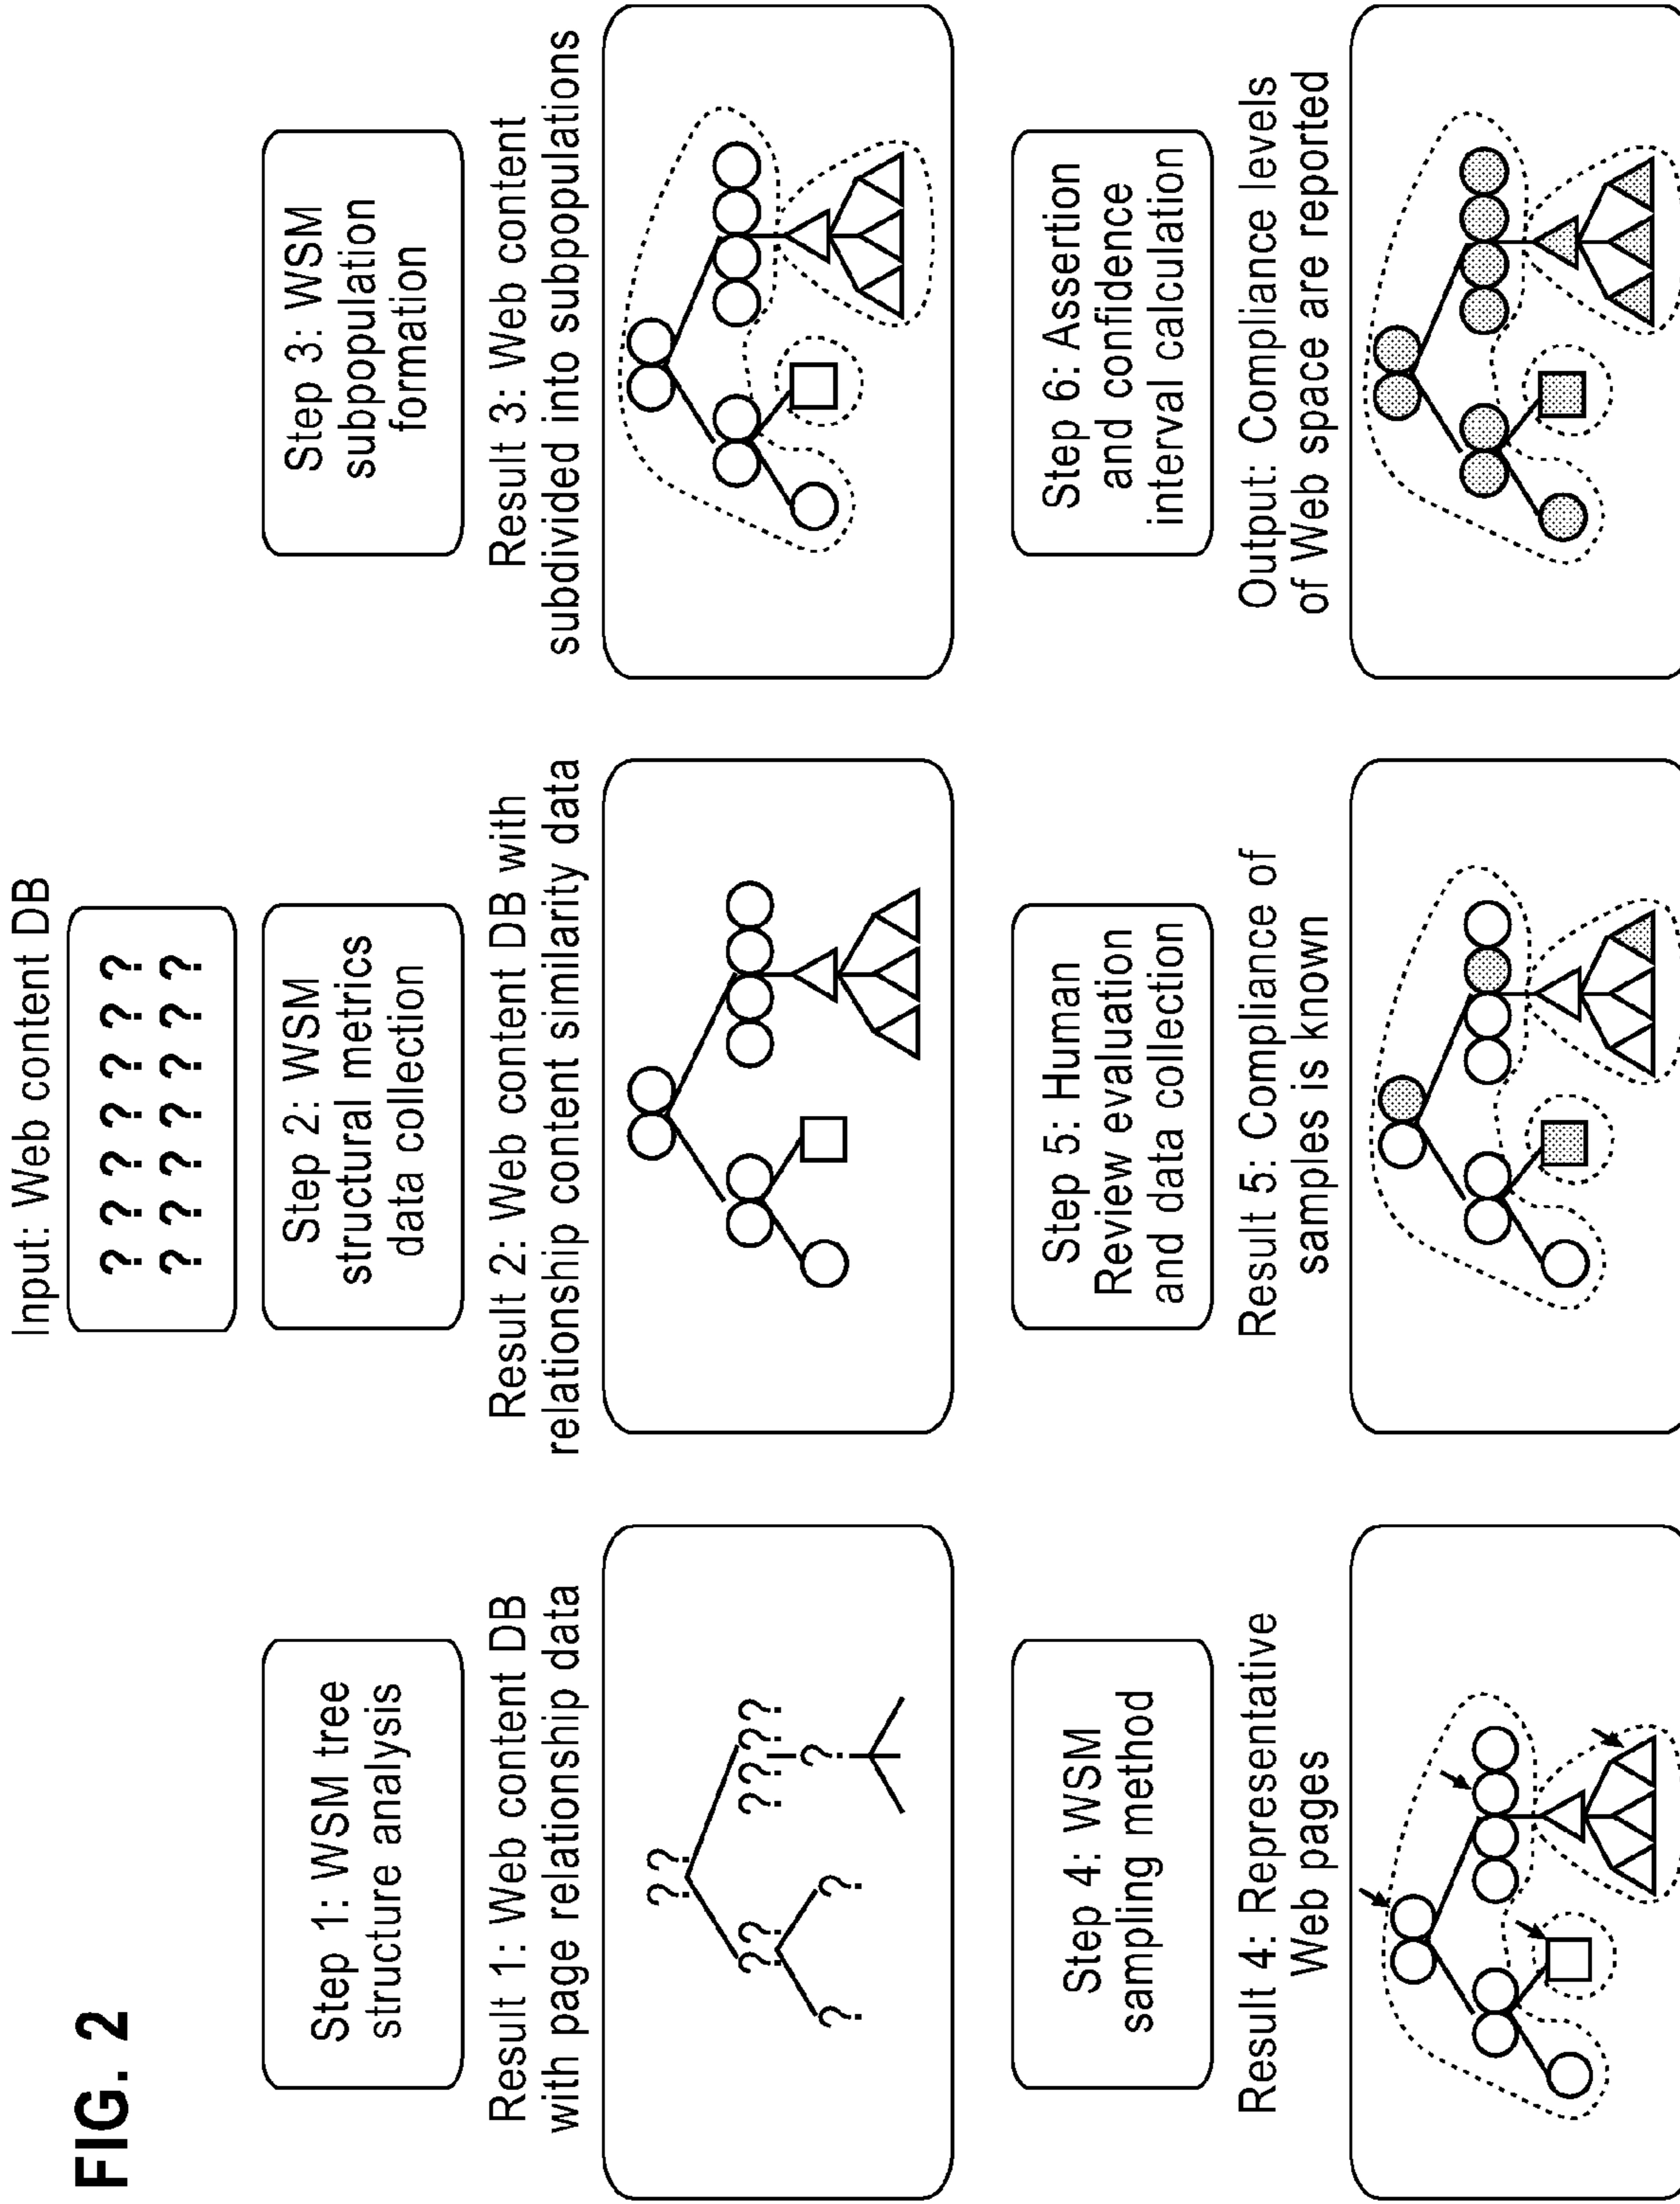 FIG. 2
Input: Web content DB
? ? ? ? ? ? ?
? ? ? ? ? ? ?
Step 1: WSM tree
structure analysis
Result 1: Web content DB
with page relationship data
??
?? ????
? ? ?
Step 2: WSM
structural metrics
data collection
Result 2: Web content DB with
relationship content similarity data
Step 3: WSM
subpopulation
formation
Result 3: Web content
subdivided into subpopulations
Step 4: WSM
sampling method
Result 4: Representative
Web pages
Step 5: Human
Review evaluation
and data collection
Result 5: Compliance of
samples is known
Step 6: Assertion
and confidence
interval calculation
Output: Compliance levels
of Web space are reported